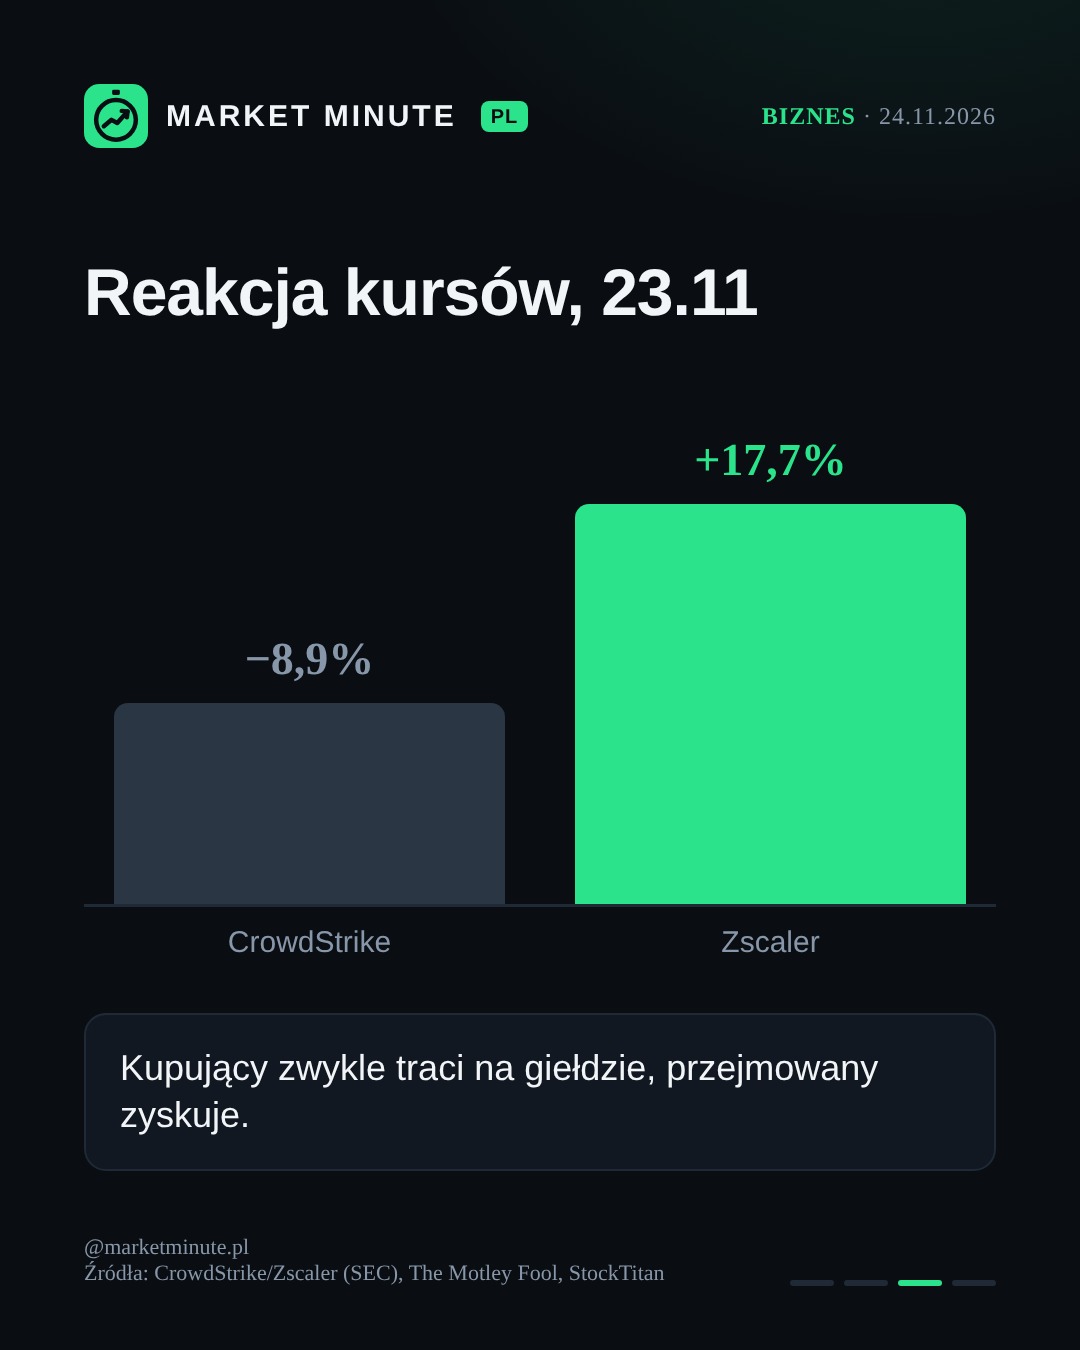 MARKET MINUTE PL
BIZNES · 24.11.2026
Reakcja kursów, 23.11
+17,7%
−8,9%
CrowdStrike
Zscaler
Kupujący zwykle traci na giełdzie, przejmowany
zyskuje.
@marketminute.pl
Źródła: CrowdStrike/Zscaler (SEC), The Motley Fool, StockTitan